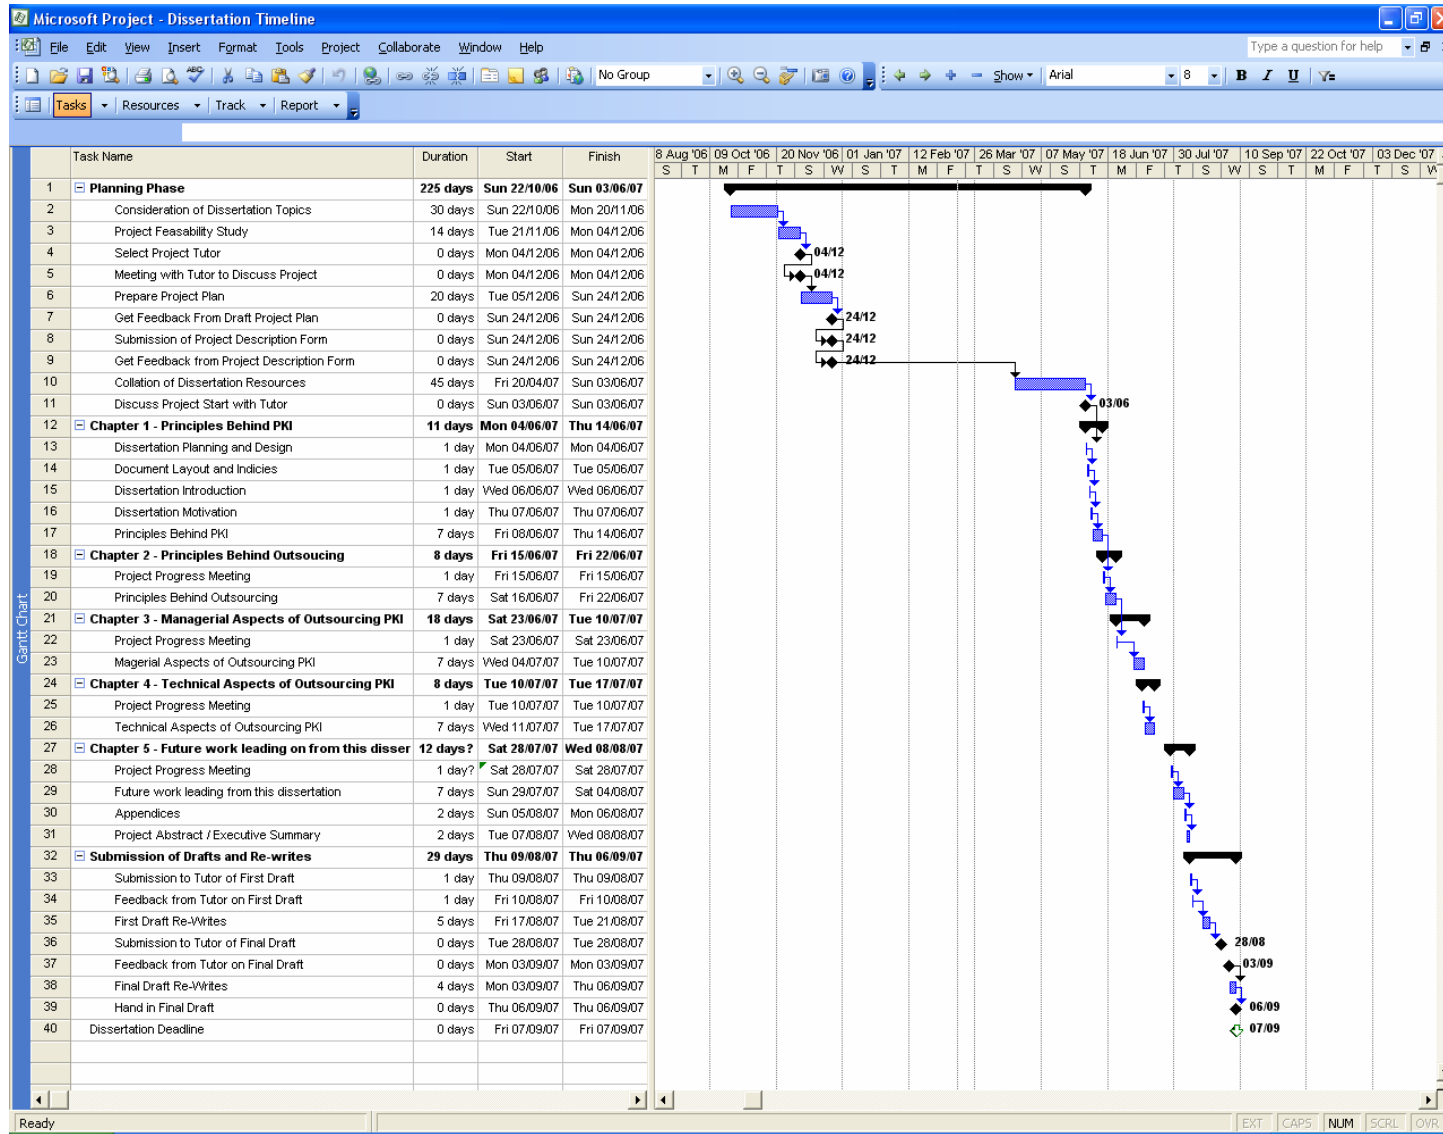 Microsoft Project - Dissertation Timeline
File Edit View Insert Format Tools Project Collaborate Window Help Type a question for help
No Group Show Arial 8 B I U
Tasks Resources Track Report
Task Name Duration Start Finish 8 Aug '06 09 Oct '06 20 Nov '06 01 Jan '07 12 Feb '07 26 Mar '07 07 May '07 18 Jun '07 30 Jul '07 10 Sep '07 22 Oct '07 03 Dec '07
S T M F T S W S T M F T S W S T M F T S W S T M F T S W
1 Planning Phase 225 days Sun 22/10/06 Sun 03/06/07
2 Consideration of Dissertation Topics 30 days Sun 22/10/06 Mon 20/11/06
3 Project Feasability Study 14 days Tue 21/11/06 Mon 04/12/06
4 Select Project Tutor 0 days Mon 04/12/06 Mon 04/12/06 04/12
5 Meeting with Tutor to Discuss Project 0 days Mon 04/12/06 Mon 04/12/06 04/12
6 Prepare Project Plan 20 days Tue 05/12/06 Sun 24/12/06
7 Get Feedback From Draft Project Plan 0 days Sun 24/12/06 Sun 24/12/06 24/12
8 Submission of Project Description Form 0 days Sun 24/12/06 Sun 24/12/06 24/12
9 Get Feedback from Project Description Form 0 days Sun 24/12/06 Sun 24/12/06 24/12
10 Collation of Dissertation Resources 45 days Fri 20/04/07 Sun 03/06/07
11 Discuss Project Start with Tutor 0 days Sun 03/06/07 Sun 03/06/07 03/06
12 Chapter 1 - Principles Behind PKI 11 days Mon 04/06/07 Thu 14/06/07
13 Dissertation Planning and Design 1 day Mon 04/06/07 Mon 04/06/07
14 Document Layout and Indicies 1 day Tue 05/06/07 Tue 05/06/07
15 Dissertation Introduction 1 day Wed 06/06/07 Wed 06/06/07
16 Dissertation Motivation 1 day Thu 07/06/07 Thu 07/06/07
17 Principles Behind PKI 7 days Fri 08/06/07 Thu 14/06/07
18 Chapter 2 - Principles Behind Outsoucing 8 days Fri 15/06/07 Fri 22/06/07
19 Project Progress Meeting 1 day Fri 15/06/07 Fri 15/06/07
20 Principles Behind Outsourcing 7 days Sat 16/06/07 Fri 22/06/07
21 Chapter 3 - Managerial Aspects of Outsourcing PKI 18 days Sat 23/06/07 Tue 10/07/07
22 Project Progress Meeting 1 day Sat 23/06/07 Sat 23/06/07
23 Magerial Aspects of Outsourcing PKI 7 days Wed 04/07/07 Tue 10/07/07
24 Chapter 4 - Technical Aspects of Outsourcing PKI 8 days Tue 10/07/07 Tue 17/07/07
25 Project Progress Meeting 1 day Tue 10/07/07 Tue 10/07/07
26 Technical Aspects of Outsourcing PKI 7 days Wed 11/07/07 Tue 17/07/07
27 Chapter 5 - Future work leading on from this disser 12 days? Sat 28/07/07 Wed 08/08/07
28 Project Progress Meeting 1 day? Sat 28/07/07 Sat 28/07/07
29 Future work leading from this dissertation 7 days Sun 29/07/07 Sat 04/08/07
30 Appendices 2 days Sun 05/08/07 Mon 06/08/07
31 Project Abstract / Executive Summary 2 days Tue 07/08/07 Wed 08/08/07
32 Submission of Drafts and Re-writes 29 days Thu 09/08/07 Thu 06/09/07
33 Submission to Tutor of First Draft 1 day Thu 09/08/07 Thu 09/08/07
34 Feedback from Tutor on First Draft 1 day Fri 10/08/07 Fri 10/08/07
35 First Draft Re-Writes 5 days Fri 17/08/07 Tue 21/08/07
36 Submission to Tutor of Final Draft 0 days Tue 28/08/07 Tue 28/08/07 28/08
37 Feedback from Tutor on Final Draft 0 days Mon 03/09/07 Mon 03/09/07 03/09
38 Final Draft Re-Writes 4 days Mon 03/09/07 Thu 06/09/07
39 Hand in Final Draft 0 days Thu 06/09/07 Thu 06/09/07 06/09
40 Dissertation Deadline 0 days Fri 07/09/07 Fri 07/09/07 07/09
Gantt Chart
Ready EXT CAPS NUM SCRL OVR